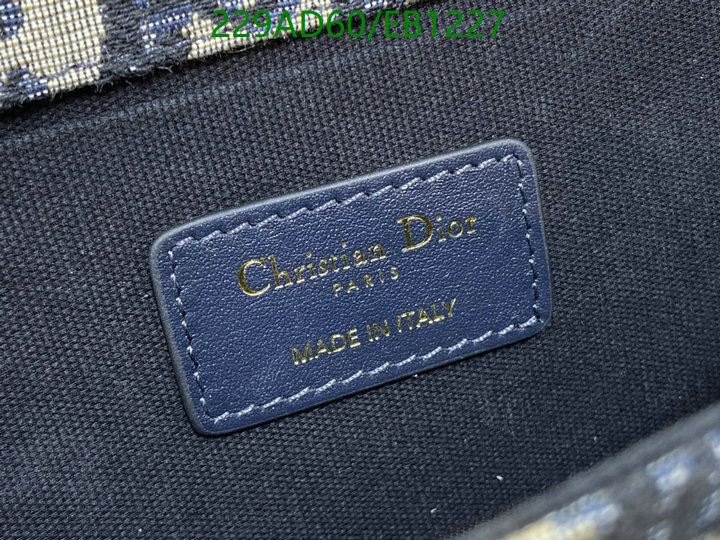 229AD60/EB1227
Christian Dior
PARIS
MADE IN ITALY